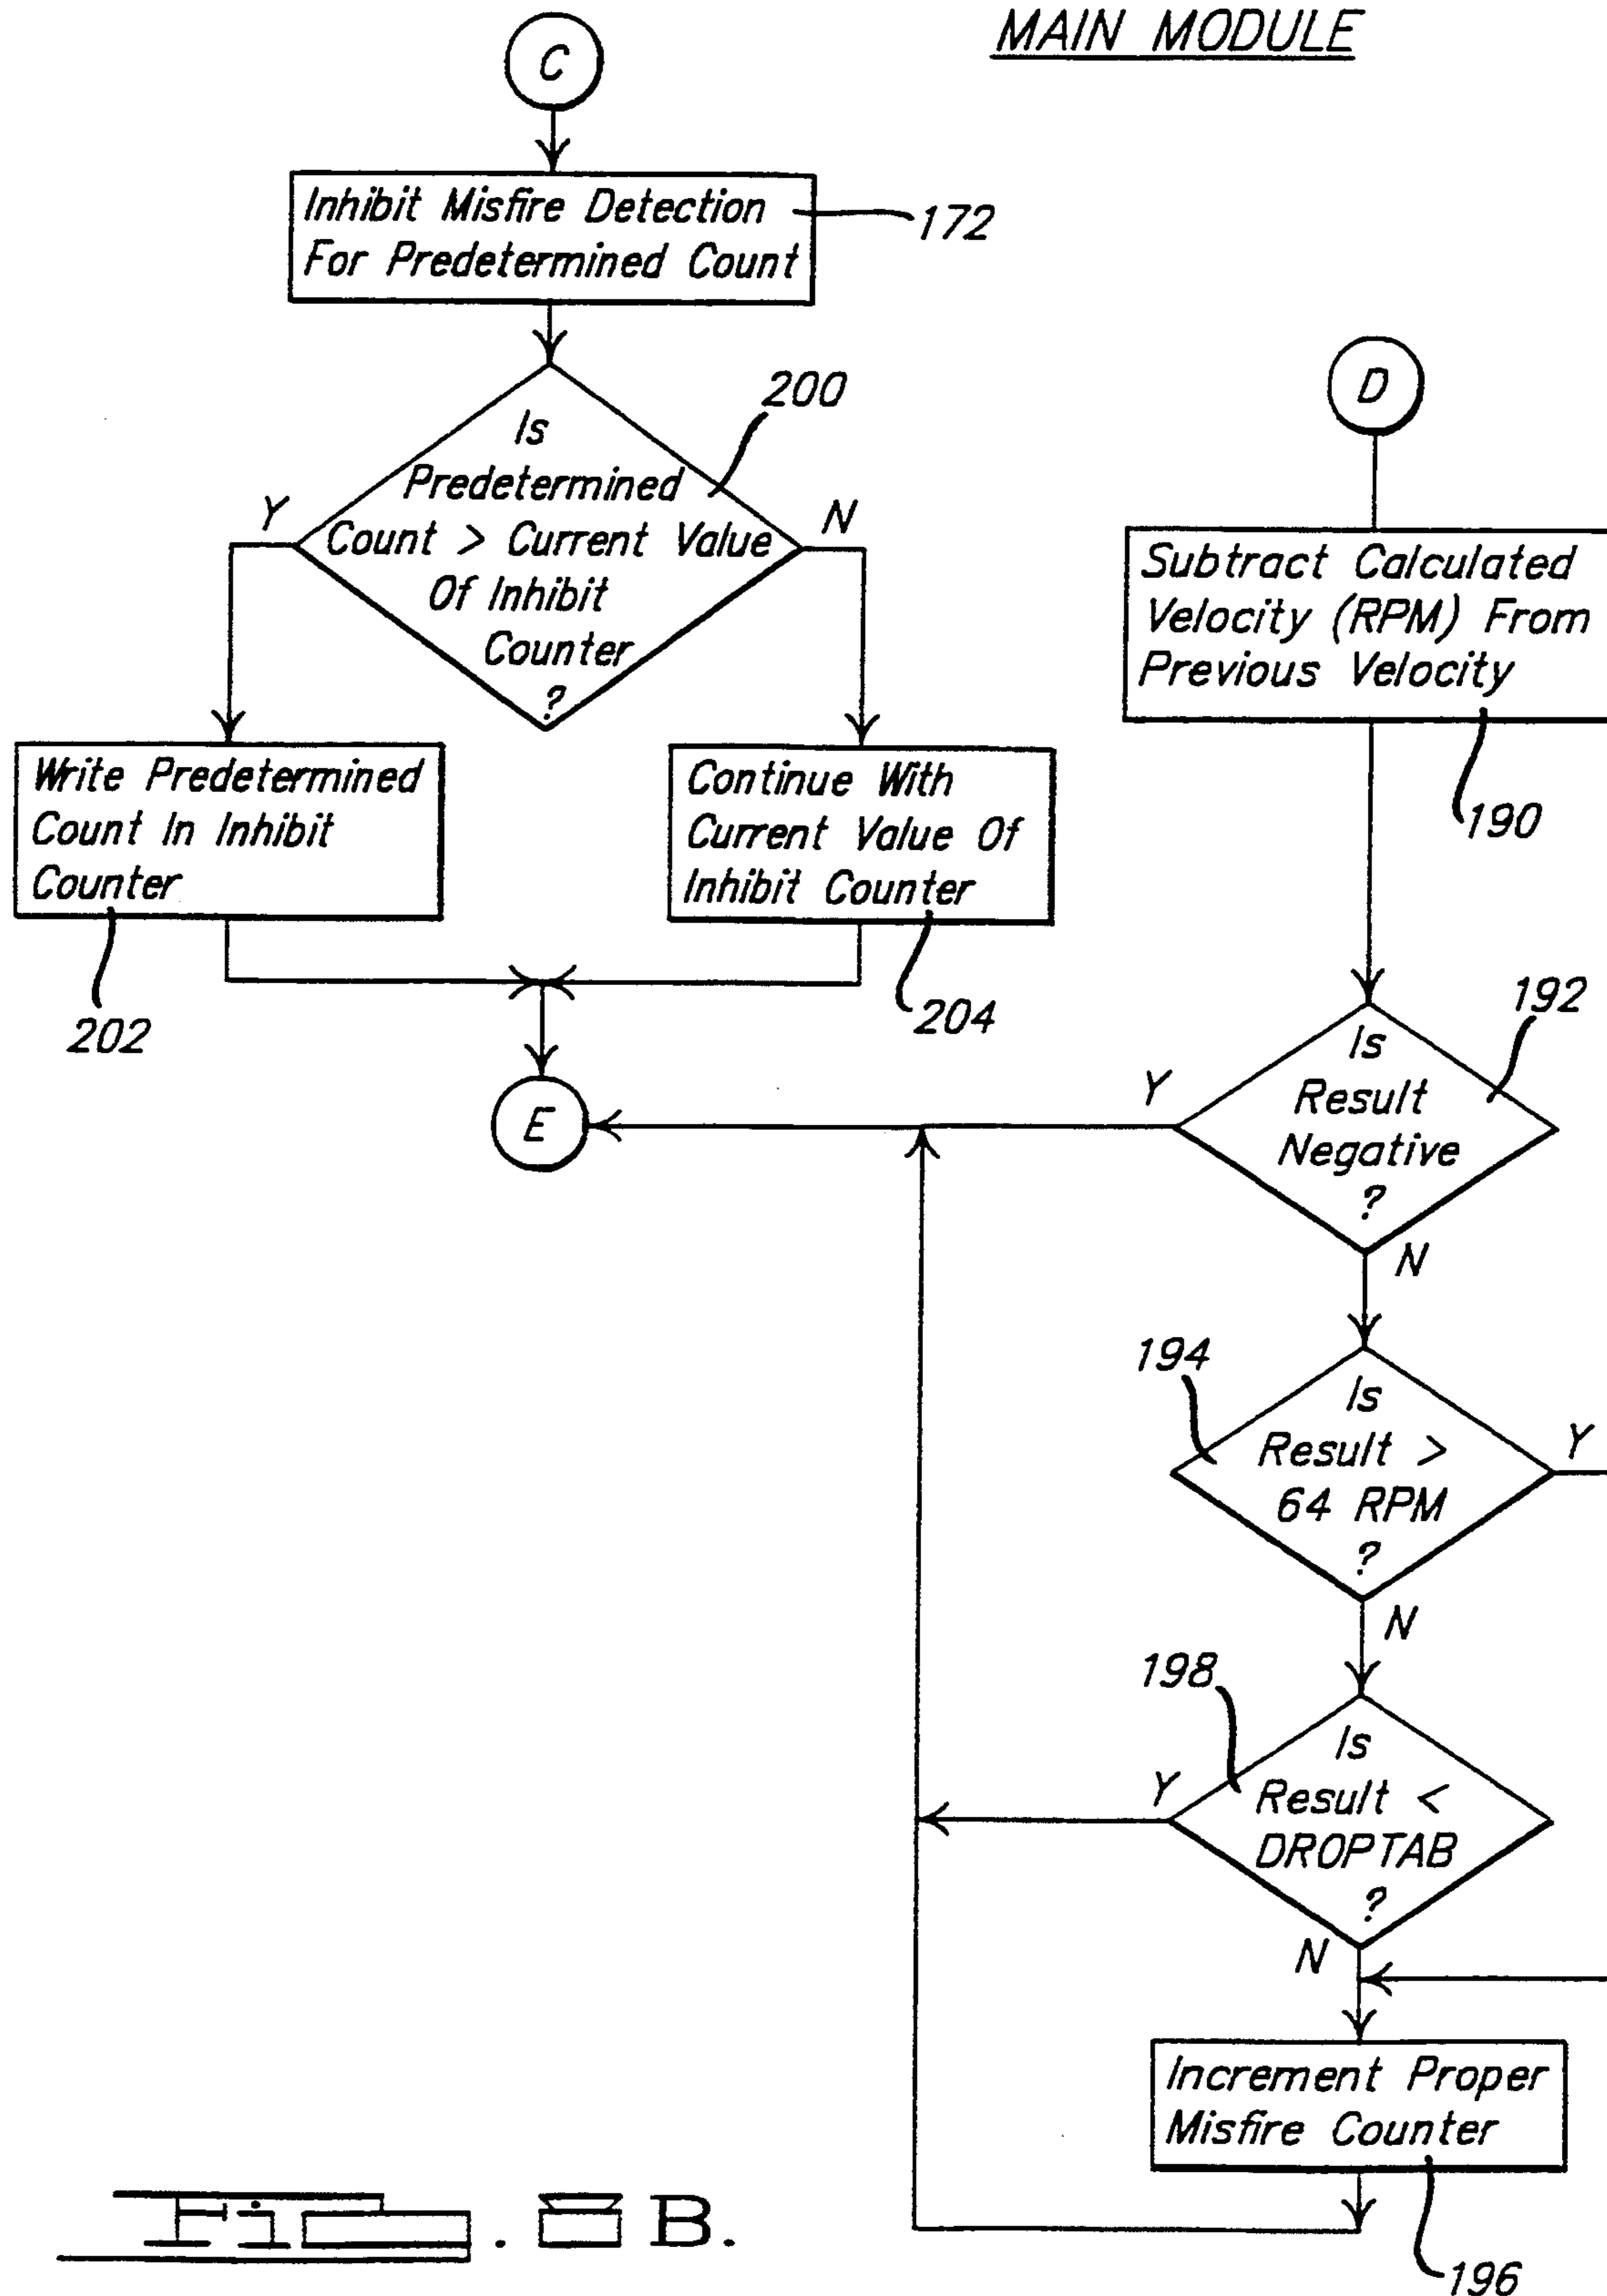 MAIN MODULE
C
Inhibit Misfire Detection
For Predetermined Count
172
Is
Predetermined
Count > Current Value
Of Inhibit
Counter
?
200
Y
N
Write Predetermined
Count In Inhibit
Counter
202
Continue With
Current Value Of
Inhibit Counter
204
E
D
Subtract Calculated
Velocity (RPM) From
Previous Velocity
190
Is
Result
Negative
?
192
Y
N
Is
Result >
64 RPM
?
194
Y
N
Is
Result <
DROPTAB
?
198
Y
N
Increment Proper
Misfire Counter
196
B.